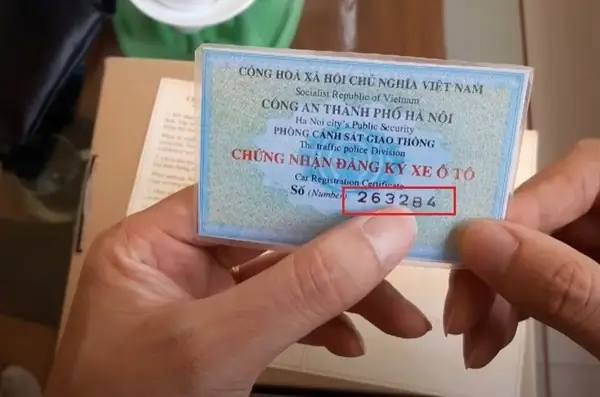 CỘNG HOÀ XÃ HỘI CHỦ NGHĨA VIỆT NAM
Socialist Republic of Vietnam
CÔNG AN THÀNH PHỐ HÀ NỘI
Ha Noi city's Public Security
PHÒNG CẢNH SÁT GIAO THÔNG
The traffic police Division
CHỨNG NHẬN ĐĂNG KÝ XE Ô TÔ
Car Registration Certificate
Số (Number) 263284